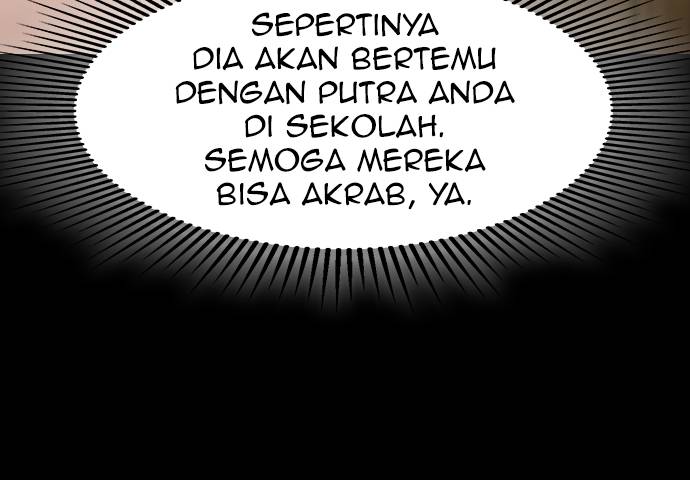 SEPERTINYA
DIA AKAN BERTEMU
DENGAN PUTRA ANDA
DI SEKOLAH.
SEMOGA MEREKA
BISA AKRAB, YA.